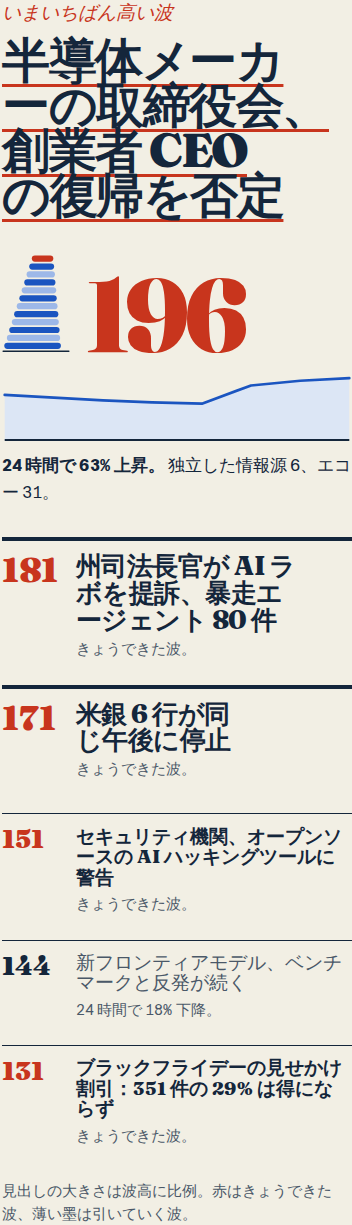 いまいちばん高い波
半導体メーカ
ーの取締役会、
創業者 CEO
の復帰を否定
196
24 時間で 63% 上昇。 独立した情報源 6、エコ
ー 31。
181
州司法長官が AI ラ
ボを提訴、暴走エ
ージェント 80 件
きょうできた波。
171
米銀 6 行が同
じ午後に停止
きょうできた波。
151
セキュリティ機関、オープンソ
ースの AI ハッキングツールに
警告
きょうできた波。
144
新フロンティアモデル、ベンチ
マークと反発が続く
24 時間で 18% 下降。
131
ブラックフライデーの見せかけ
割引：351 件の 29% は得にな
らず
きょうできた波。
見出しの大きさは波高に比例。赤はきょうできた
波、薄い墨は引いていく波。